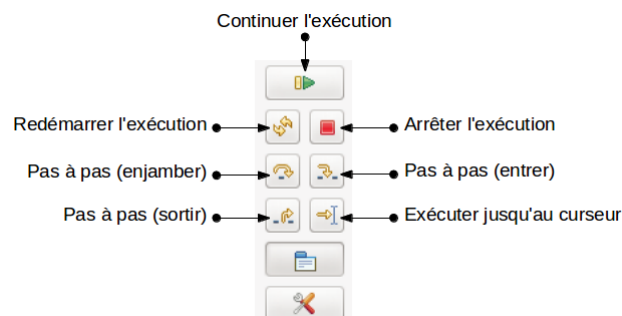 Continuer l'exécution
Redémarrer l'exécution
Arrêter l'exécution
Pas à pas (enjamber)
Pas à pas (entrer)
Pas à pas (sortir)
Exécuter jusqu'au curseur